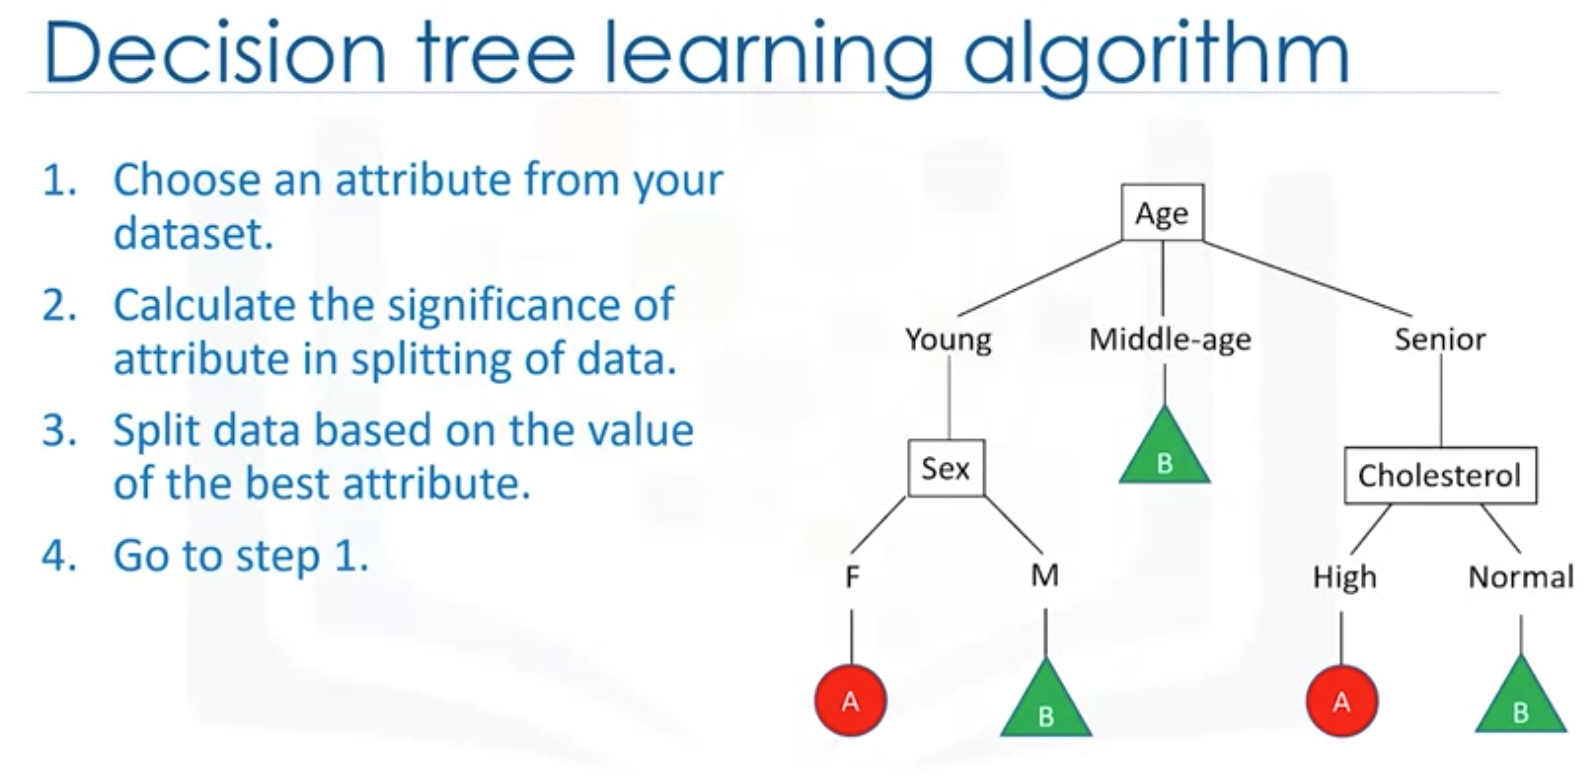 Decision tree learning algorithm
1. Choose an attribute from your
dataset.
2. Calculate the significance of
attribute in splitting of data.
3. Split data based on the value
of the best attribute.
4. Go to step 1.
Age
Young
Middle-age
Senior
Sex
B
Cholesterol
F
M
High
Normal
A
B
A
B